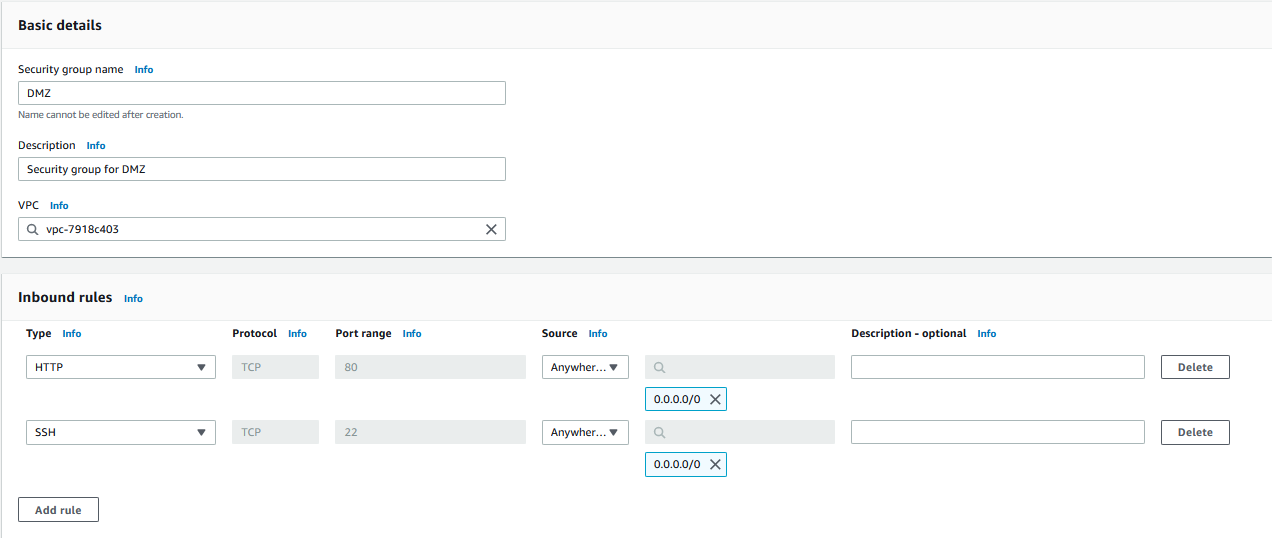 Basic details
Security group name Info
DMZ
Name cannot be edited after creation.
Description Info
Security group for DMZ
VPC Info
vpc-7918c403
Inbound rules Info
Type Info Protocol Info Port range Info Source Info Description - optional Info
HTTP TCP 80 Anywher... Delete
0.0.0.0/0
SSH TCP 22 Anywher... Delete
0.0.0.0/0
Add rule